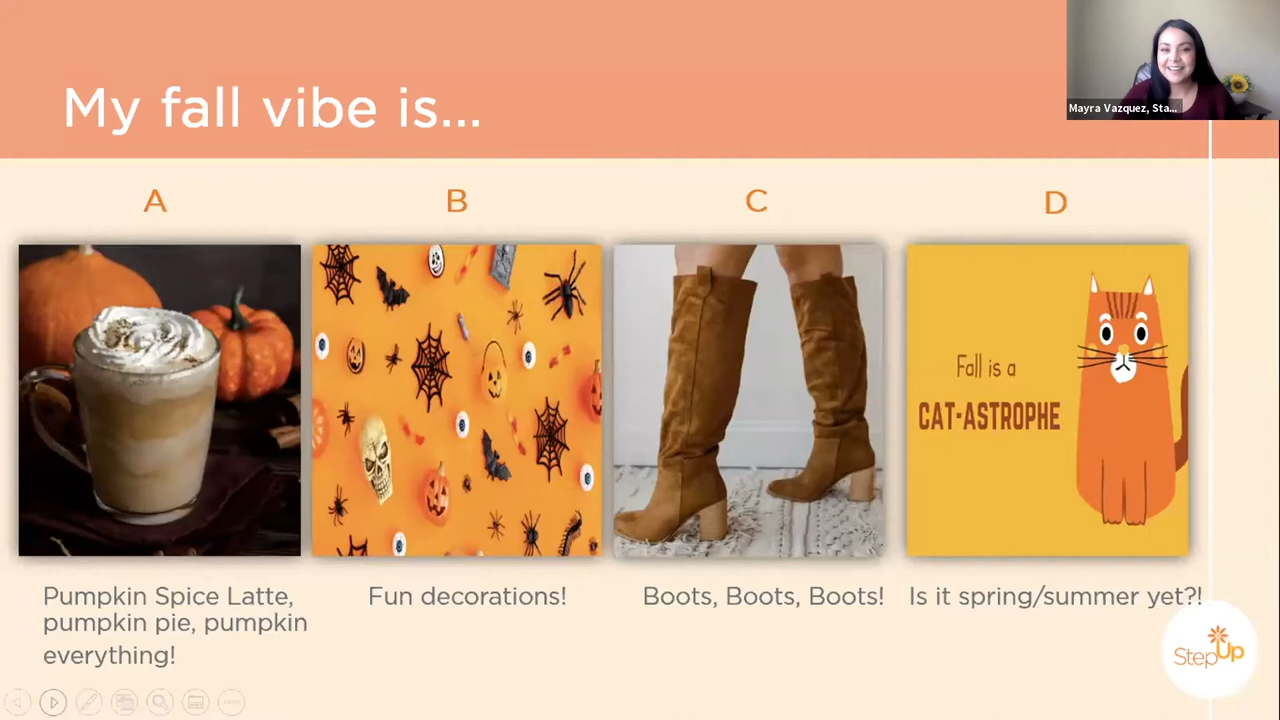 My fall vibe is...
Mayra Vazquez, Sta...
A
B
C
D
Fall is a
CAT-ASTROPHE
Pumpkin Spice Latte,
pumpkin pie, pumpkin
everything!
Fun decorations!
Boots, Boots, Boots!
Is it spring/summer yet?!
StepUp